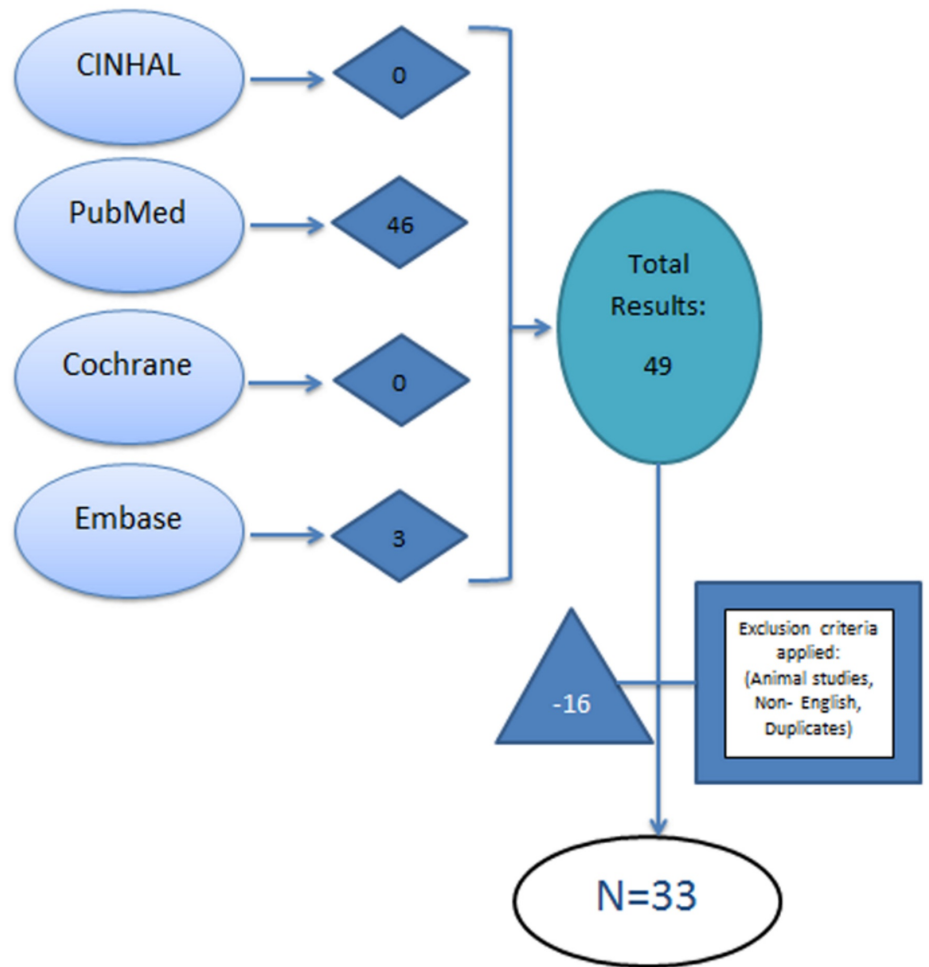 CINHAL
0
PubMed
46
Cochrane
0
Embase
3
Total
Results:
49
-16
Exclusion criteria
applied:
(Animal studies,
Non- English,
Duplicates)
N=33